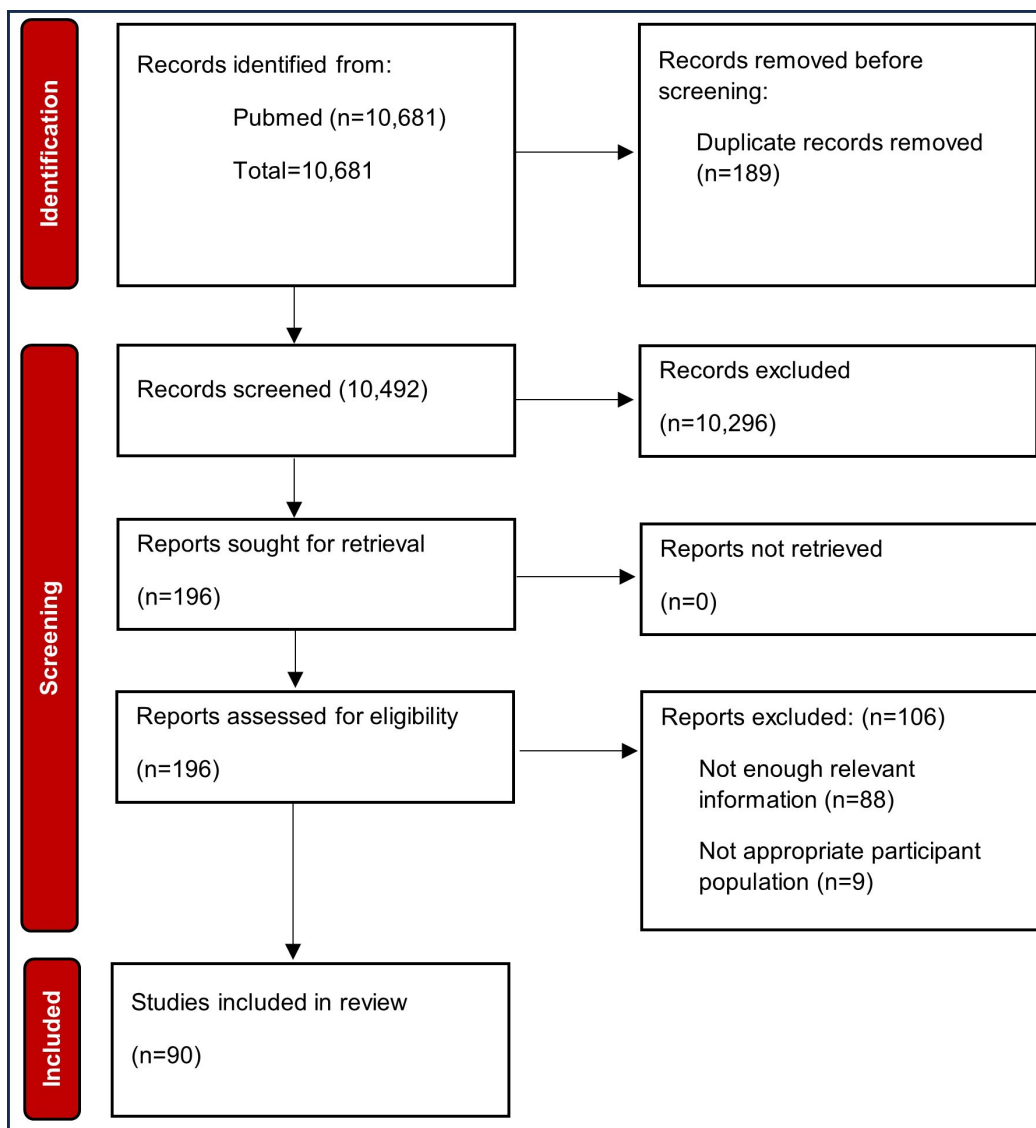 Identification
Records identified from:
Pubmed (n=10,681)
Total=10,681
Records removed before
screening:
Duplicate records removed
(n=189)
Screening
Records screened (10,492)
Records excluded
(n=10,296)
Reports sought for retrieval
(n=196)
Reports not retrieved
(n=0)
Reports assessed for eligibility
(n=196)
Reports excluded: (n=106)
Not enough relevant
information (n=88)
Not appropriate participant
population (n=9)
Included
Studies included in review
(n=90)